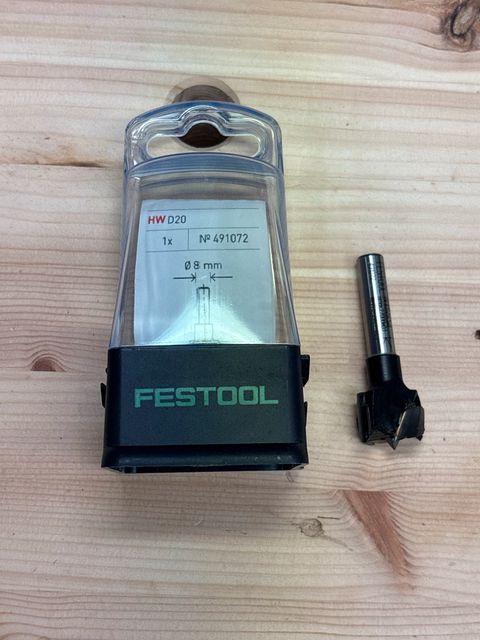 HW D20
1x Nº 491072
Ø 8 mm
FESTOOL